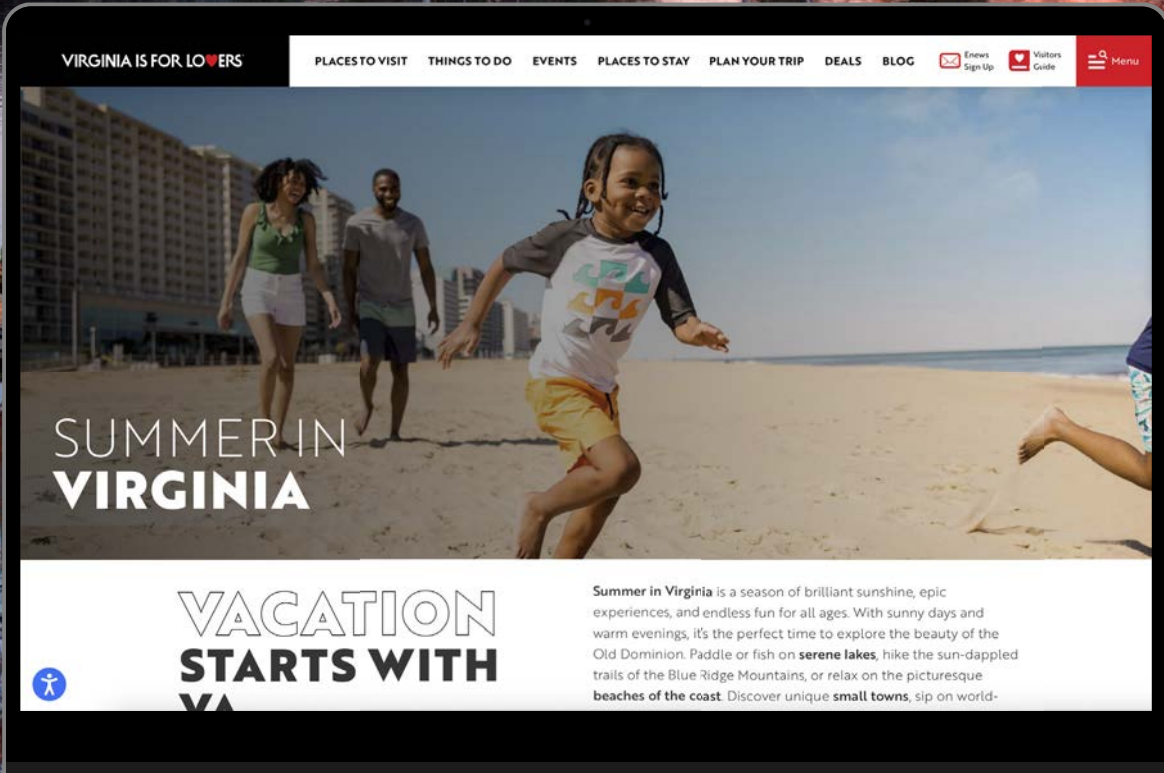 VIRGINIA IS FOR LOVERS
PLACES TO VISIT THINGS TO DO EVENTS PLACES TO STAY PLAN YOUR TRIP DEALS BLOG
Enews
Sign Up
Visitors
Guide
Menu
SUMMER IN
VIRGINIA
VACATION
STARTS WITH
VA
Summer in Virginia is a season of brilliant sunshine, epic
experiences, and endless fun for all ages. With sunny days and
warm evenings, it's the perfect time to explore the beauty of the
Old Dominion. Paddle or fish on serene lakes, hike the sun-dappled
trails of the Blue Ridge Mountains, or relax on the picturesque
beaches of the coast. Discover unique small towns, sip on world-